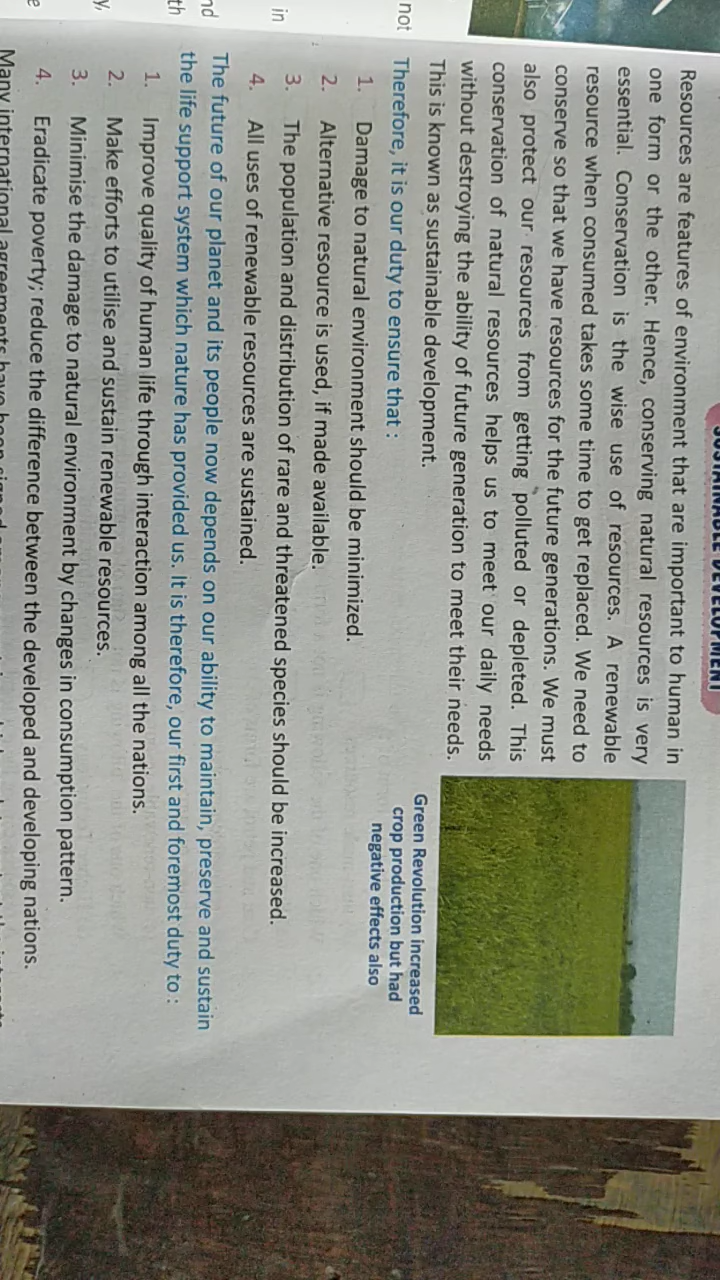 DEVELOPMENT
Resources are features of environment that are important to human in
one form or the other. Hence, conserving natural resources is very
essential. Conservation is the wise use of resources. A renewable
resource when consumed takes some time to get replaced. We need to
conserve so that we have resources for the future generations. We must
also protect our resources from getting polluted or depleted. This
conservation of natural resources helps us to meet our daily needs
without destroying the ability of future generation to meet their needs.
This is known as sustainable development.
Green Revolution increased
crop production but had
negative effects also
Therefore, it is our duty to ensure that :
1. Damage to natural environment should be minimized.
2. Alternative resource is used, if made available.
3. The population and distribution of rare and threatened species should be increased.
4. All uses of renewable resources are sustained.
The future of our planet and its people now depends on our ability to maintain, preserve and sustain
the life support system which nature has provided us. It is therefore, our first and foremost duty to :
1. Improve quality of human life through interaction among all the nations.
2. Make efforts to utilise and sustain renewable resources.
3. Minimise the damage to natural environment by changes in consumption pattern.
4. Eradicate poverty; reduce the difference between the developed and developing nations.
Many international agreements have been signed
not
in
nd
th
y,
e